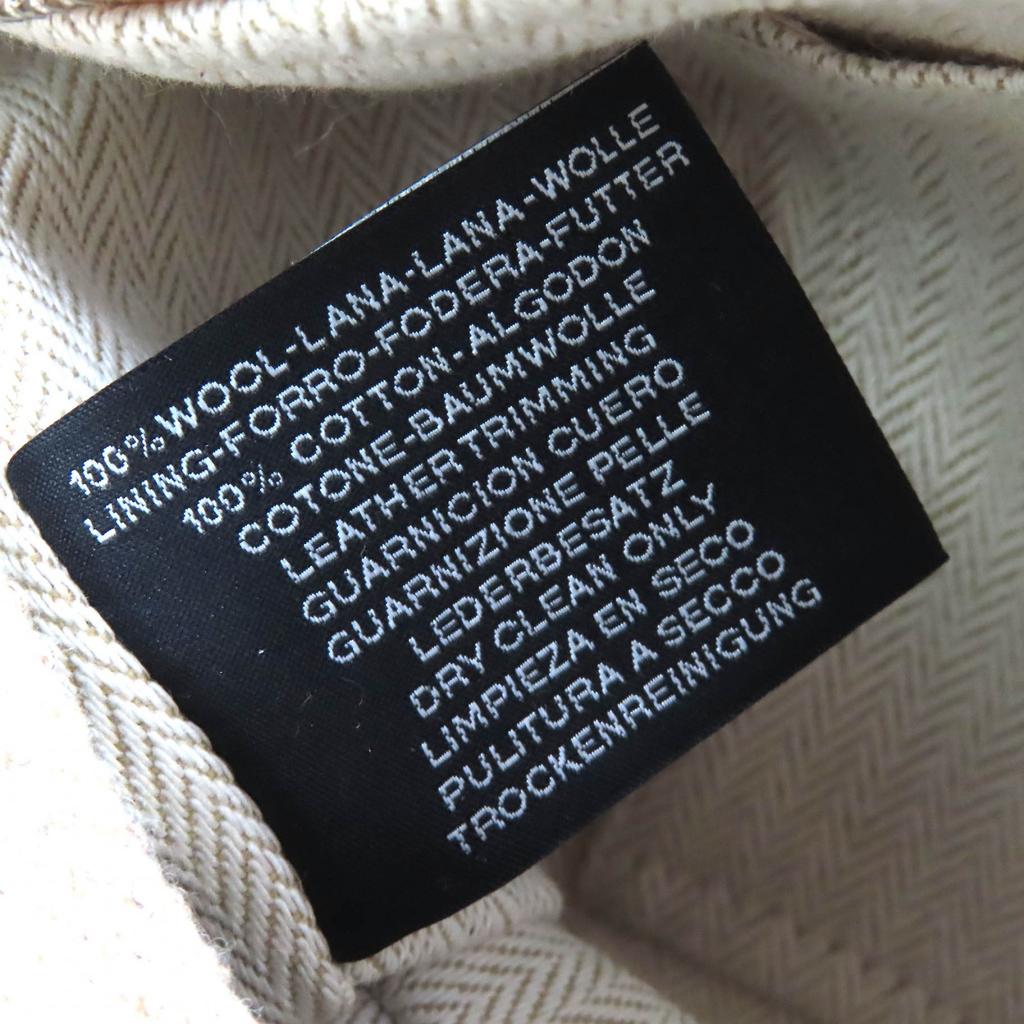 100% WOOL-LANA-LANA-WOLLE
LINING-FORRO-FODERA-FUTTER
100% COTTON-ALGODON
COTONE-BAUMWOLLE
LEATHER TRIMMING
GUARNICION CUERO
GUARNIZIONE PELLE
LEDERBESATZ
DRY CLEAN ONLY
LIMPIEZA EN SECO
PULITURA A SECCO
TROCKENREINIGUNG